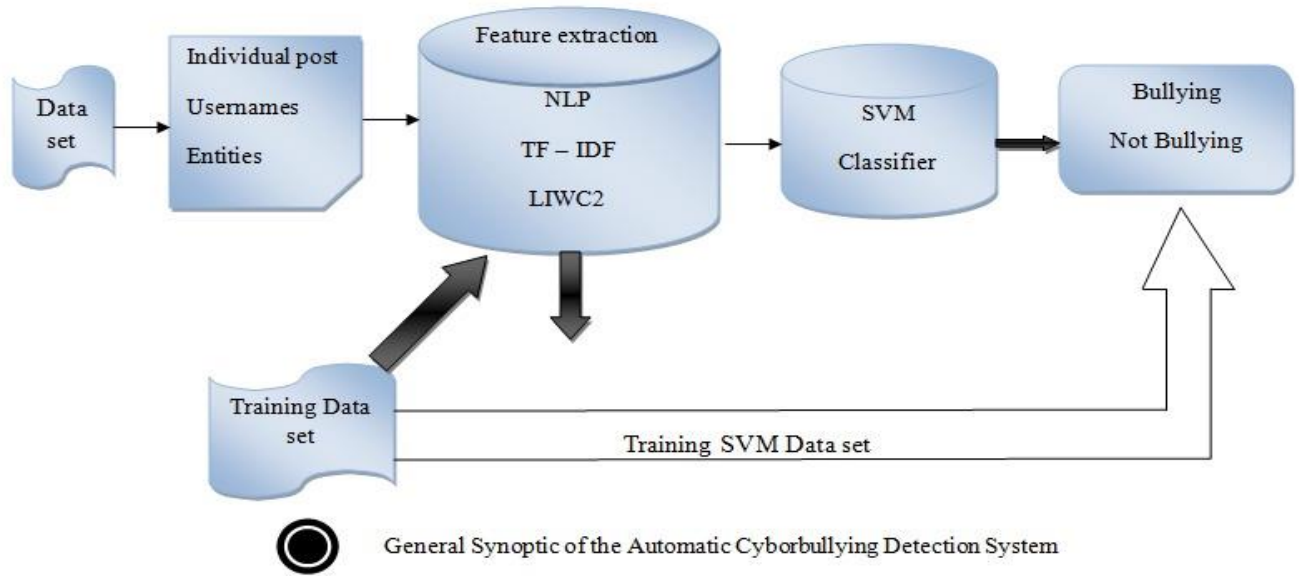 Data
set
Individual post
Usernames
Entities
Feature extraction
NLP
TF – IDF
LIWC2
SVM
Classifier
Bullying
Not Bullying
Training Data
set
Training SVM Data set
General Synoptic of the Automatic Cyborbullying Detection System